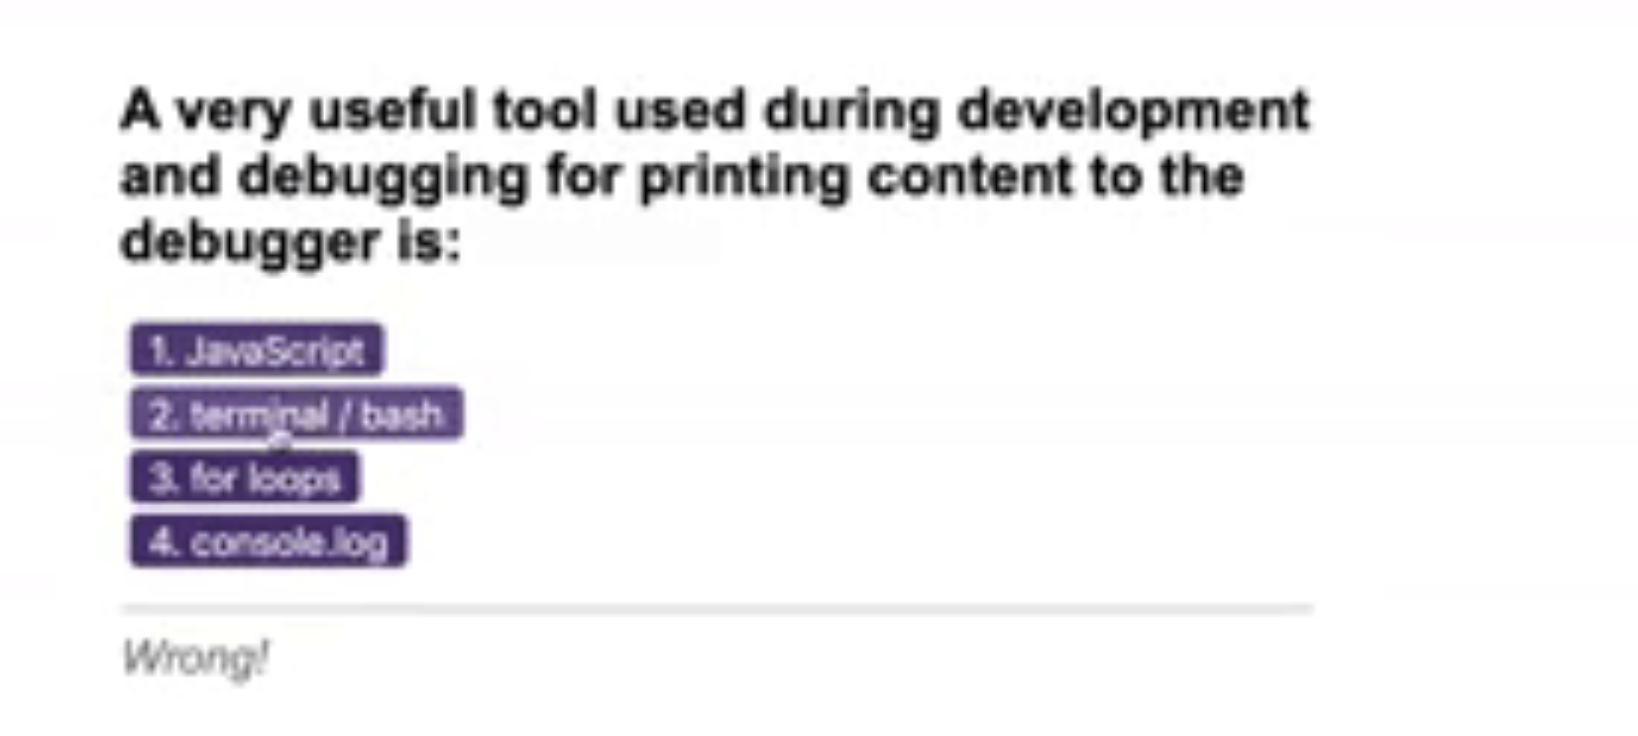 A very useful tool used during development
and debugging for printing content to the
debugger is:
1. JavaScript
2. terminal / bash
3. for loops
4. console.log
Wrong!